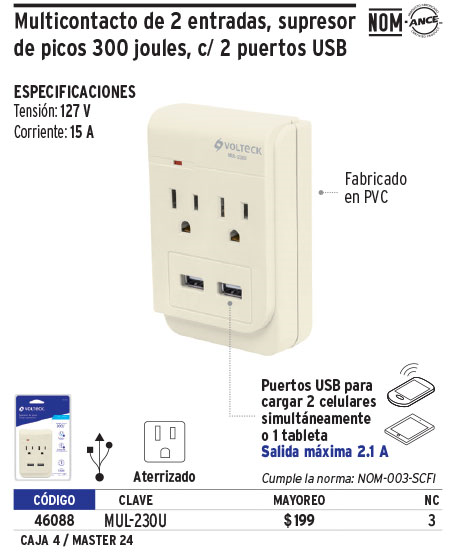 Multicontacto de 2 entradas, supresor
de picos 300 joules, c/ 2 puertos USB
NOM-ANCE
ESPECIFICACIONES
Tensión: 127 V
Corriente: 15 A
VOLTECK
MUL-230U
Fabricado
en PVC
Puertos USB para
cargar 2 celulares
simultáneamente
o 1 tableta
Salida máxima 2.1 A
VOLTECK
Aterrizado
Cumple la norma: NOM-003-SCFI
CÓDIGO CLAVE MAYOREO NC
46088 MUL-230U $199 3
CAJA 4 / MASTER 24